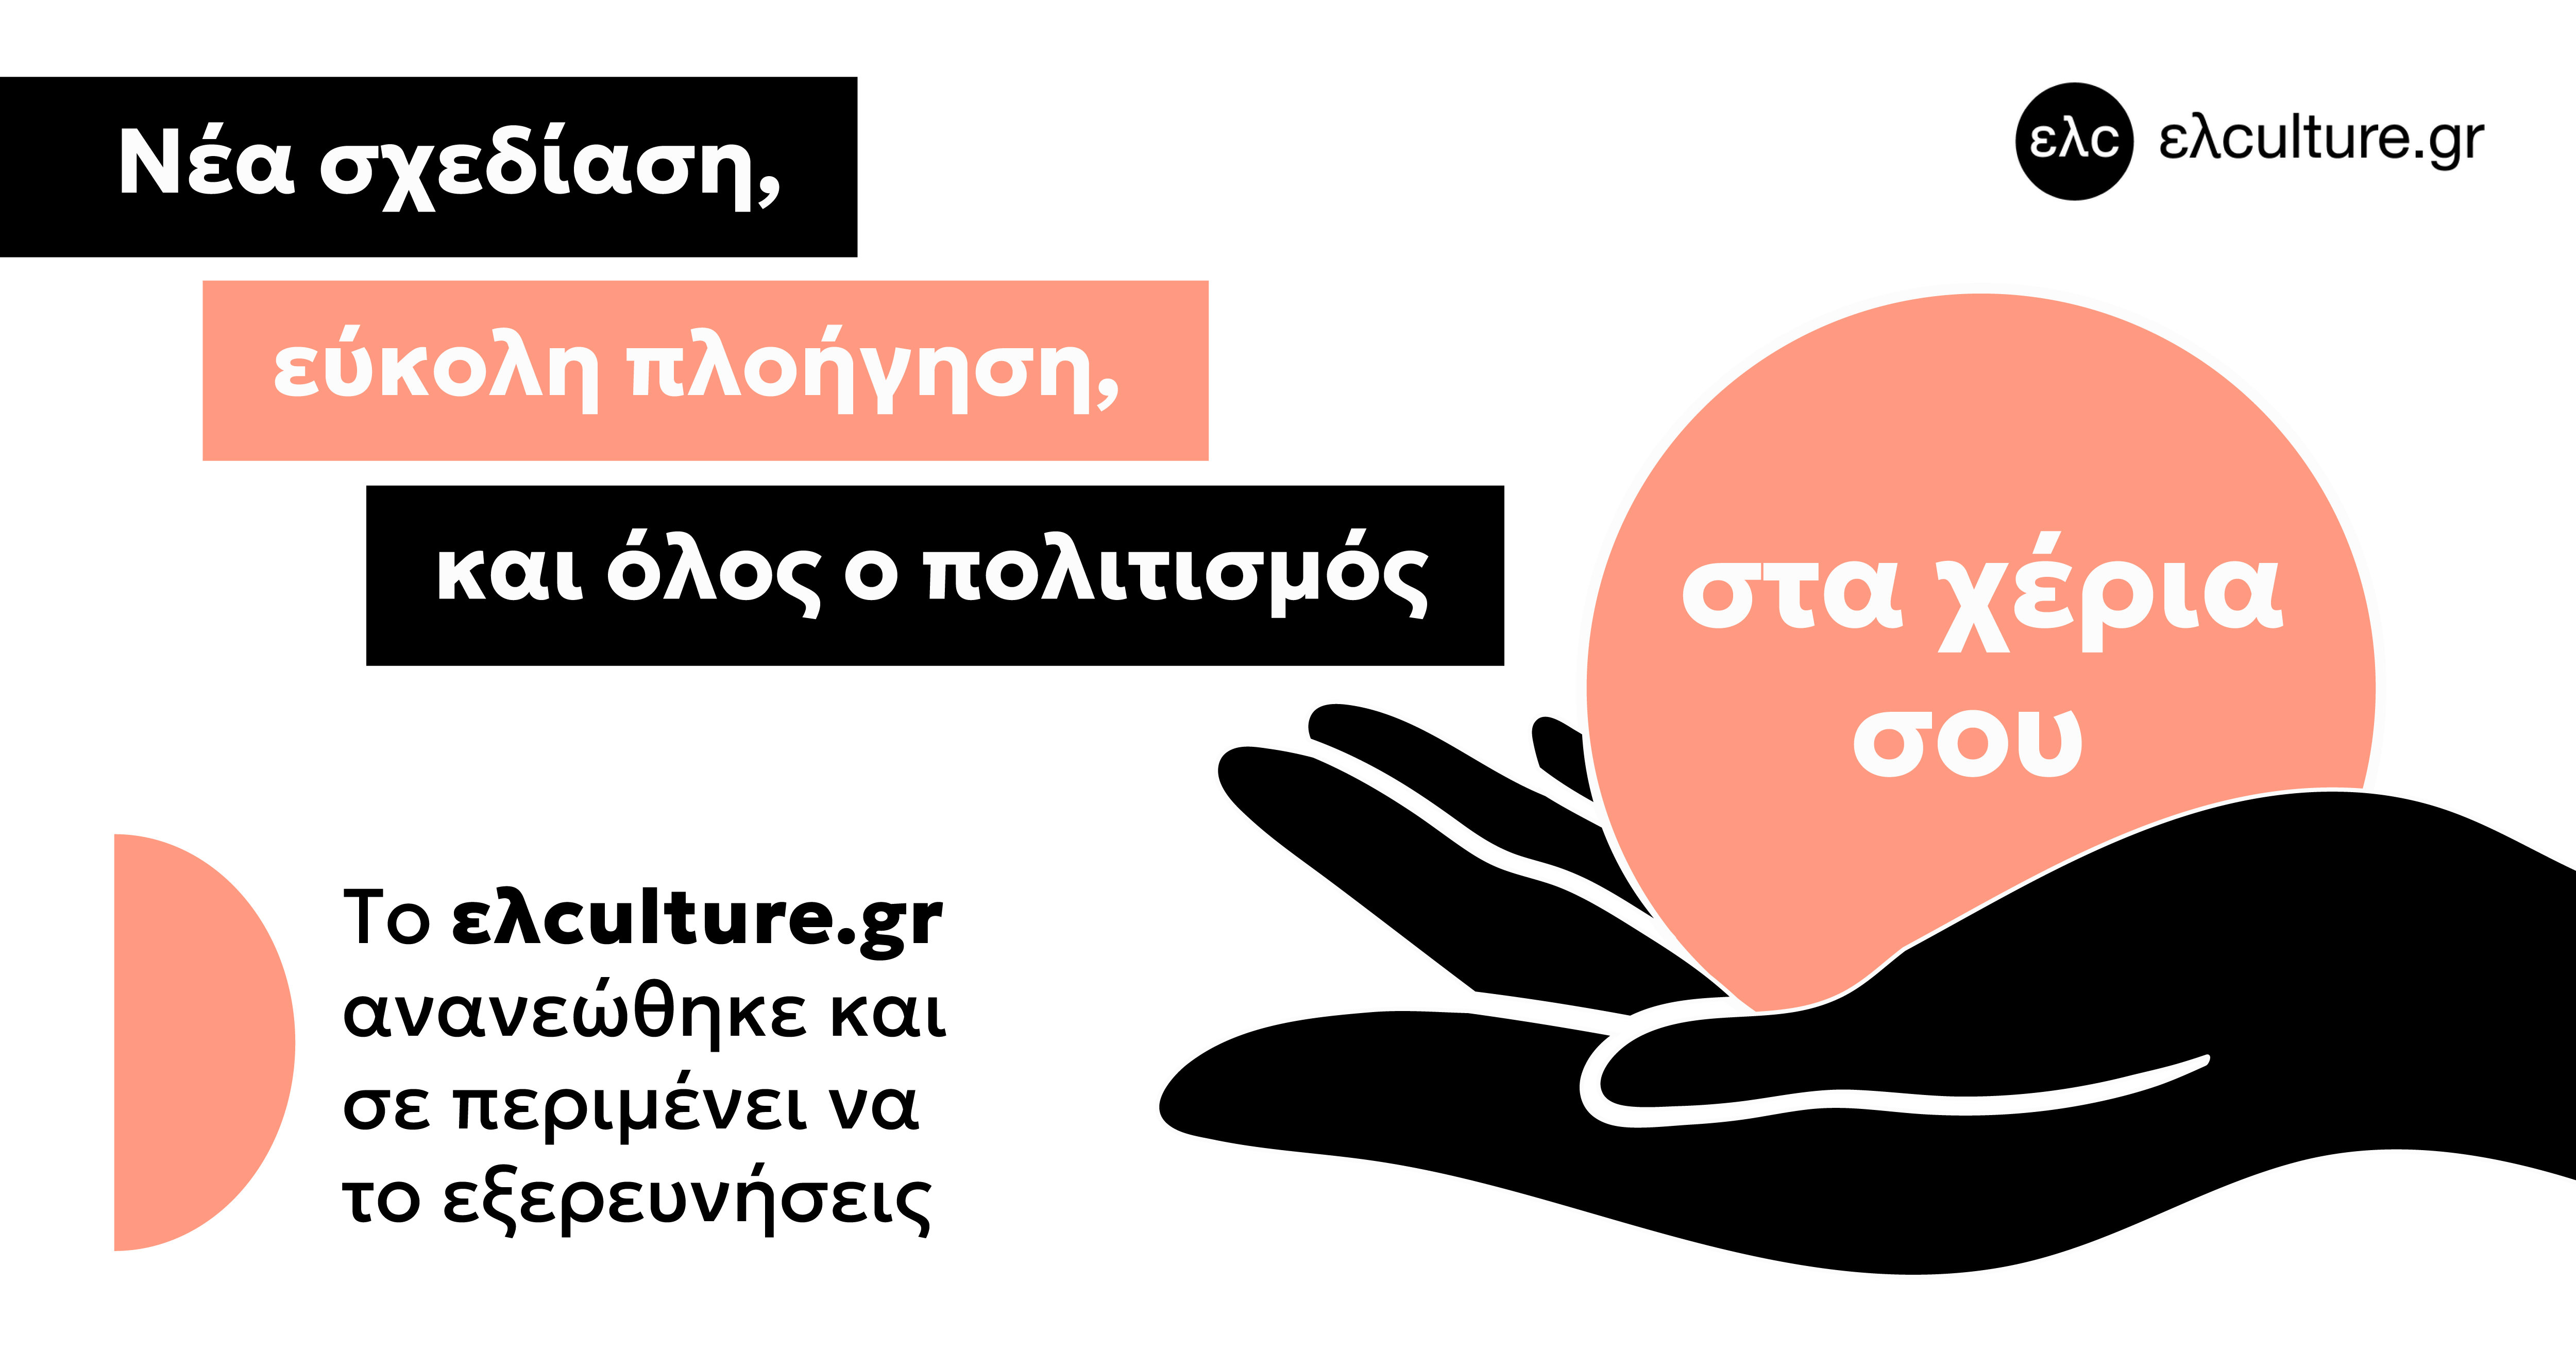 Νέα σχεδίαση,
εύκολη πλοήγηση,
και όλος ο πολιτισμός
στα χέρια
σου
ελc ελculture.gr
Το ελculture.gr
ανανεώθηκε και
σε περιμένει να
το εξερευνήσεις